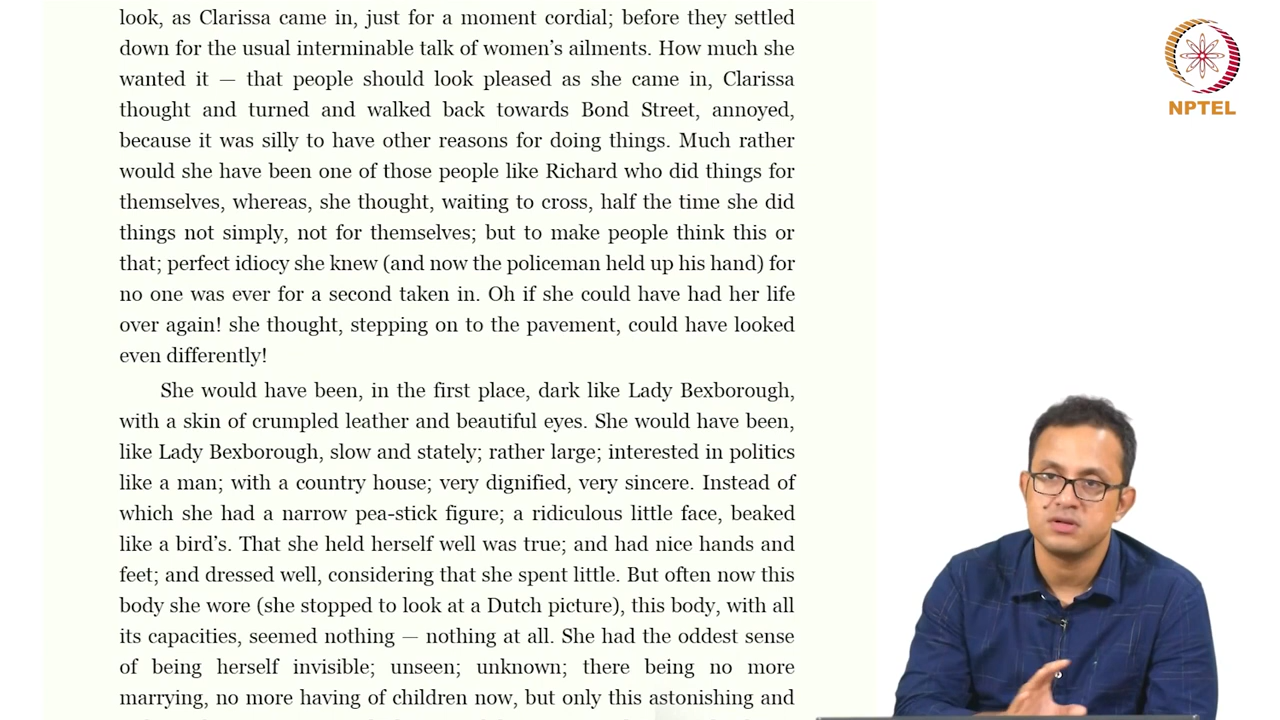 look, as Clarissa came in, just for a moment cordial; before they settled
down for the usual interminable talk of women’s ailments. How much she
wanted it — that people should look pleased as she came in, Clarissa
thought and turned and walked back towards Bond Street, annoyed,
because it was silly to have other reasons for doing things. Much rather
would she have been one of those people like Richard who did things for
themselves, whereas, she thought, waiting to cross, half the time she did
things not simply, not for themselves; but to make people think this or
that; perfect idiocy she knew (and now the policeman held up his hand) for
no one was ever for a second taken in. Oh if she could have had her life
over again! she thought, stepping on to the pavement, could have looked
even differently!
She would have been, in the first place, dark like Lady Bexborough,
with a skin of crumpled leather and beautiful eyes. She would have been,
like Lady Bexborough, slow and stately; rather large; interested in politics
like a man; with a country house; very dignified, very sincere. Instead of
which she had a narrow pea-stick figure; a ridiculous little face, beaked
like a bird’s. That she held herself well was true; and had nice hands and
feet; and dressed well, considering that she spent little. But often now this
body she wore (she stopped to look at a Dutch picture), this body, with all
its capacities, seemed nothing — nothing at all. She had the oddest sense
of being herself invisible; unseen; unknown; there being no more
marrying, no more having of children now, but only this astonishing and
NPTEL